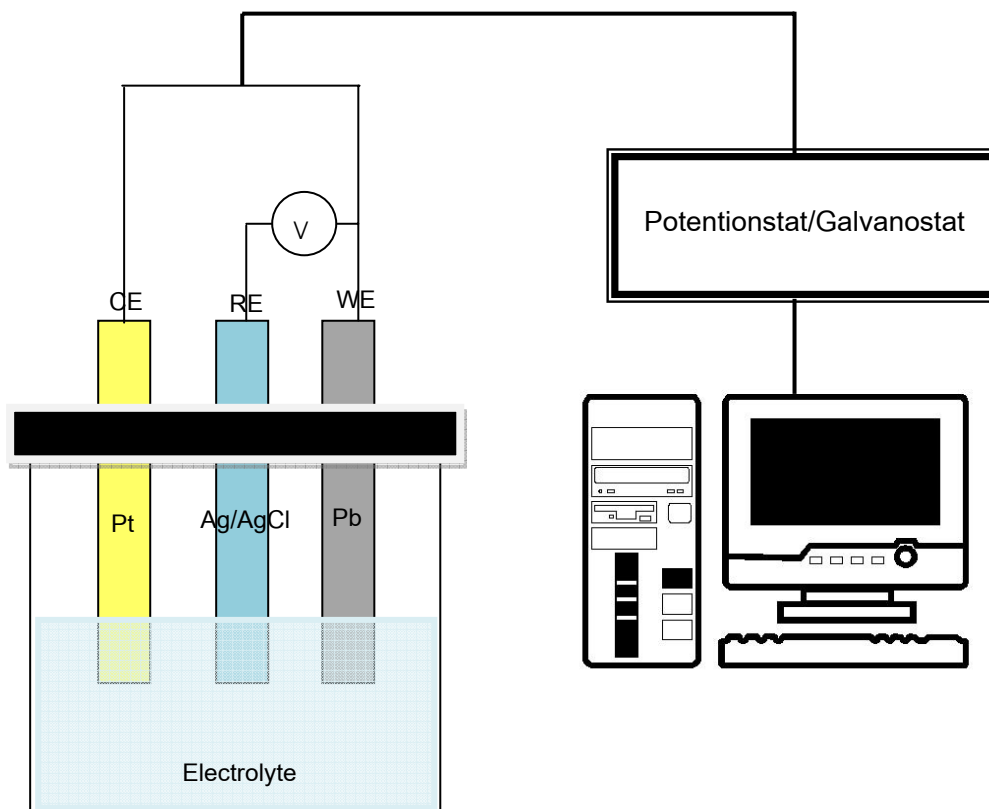 V
Potentionstat/Galvanostat
CE
RE
WE
Pt
Ag/AgCl
Pb
Electrolyte